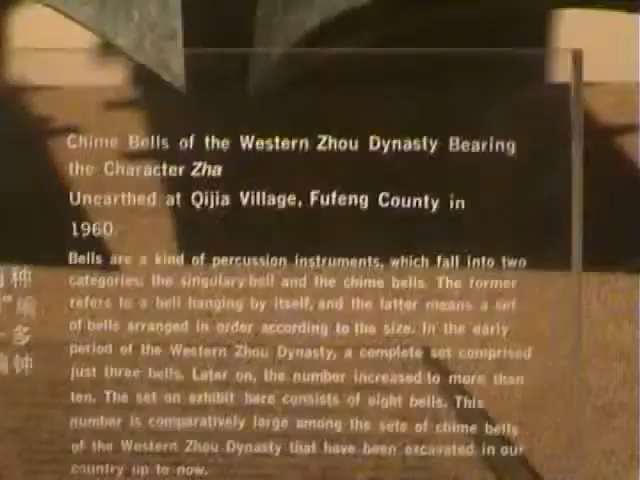 Chime Bells of the Western Zhou Dynasty Bearing
the Character Zha
Unearthed at Qijia Village, Fufeng County in
1960.
Bells are a kind of percussion instruments, which fall into two
categories: the singulary bell and the chime bells. The former
refers to a bell hanging by itself, and the latter means a set
of bells arranged in order according to the size. In the early
period of the Western Zhou Dynasty, a complete set comprised
just three bells. Later on, the number increased to more than
ten. The set on exhibit here consists of eight bells. This
number is comparatively large among the sets of chime bells
of the Western Zhou Dynasty that have been excavated in our
country up to now.
钟
编
多
钟